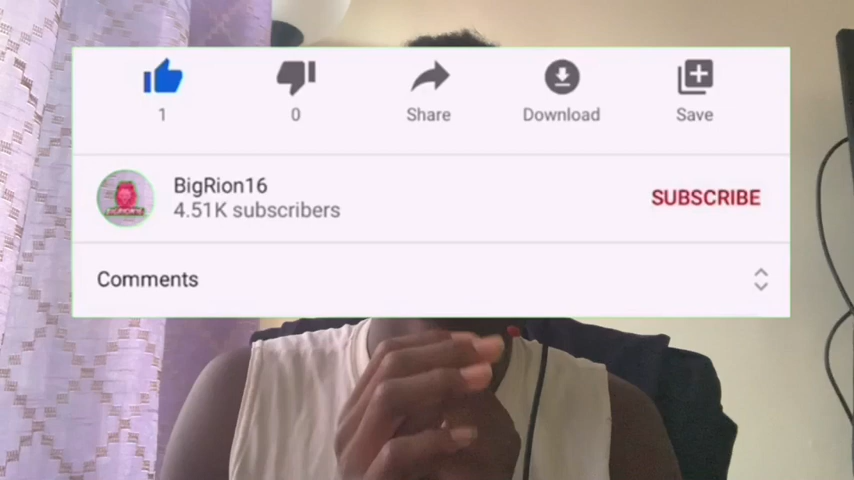 1
0
Share
Download
Save
BigRion16
4.51K subscribers
SUBSCRIBE
Comments